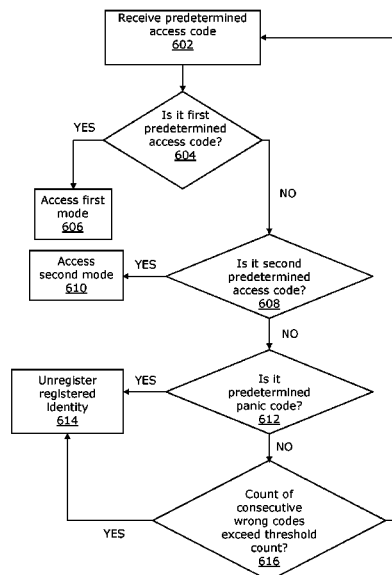 Receive predetermined
access code
602
Is it first
predetermined
access code?
604
YES
NO
Access first
mode
606
Is it second
predetermined
access code?
608
YES
Access
second mode
610
NO
Is it
predetermined
panic code?
612
YES
Unregister
registered
identity
614
NO
Count of
consecutive
wrong codes
exceed threshold
count?
616
YES